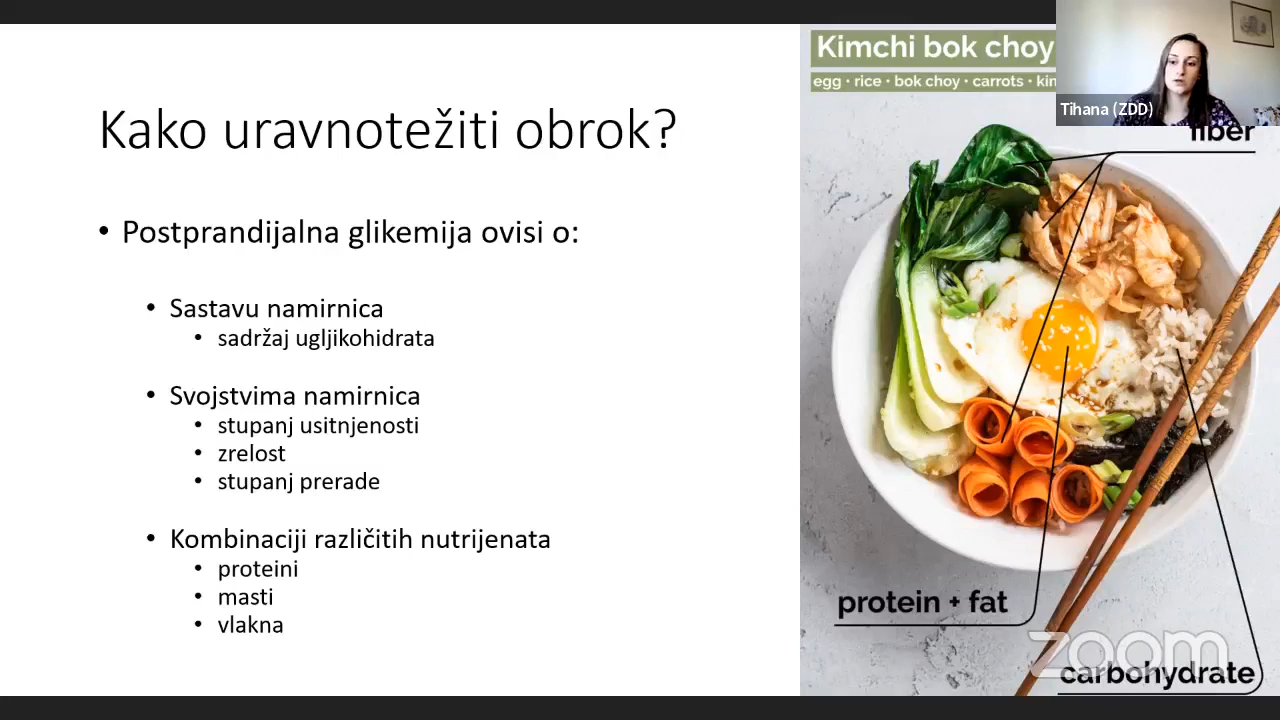 Kako uravnotežiti obrok?
• Postprandijalna glikemija ovisi o:
• Sastavu namirnica
• sadržaj ugljikohidrata
• Svojstvima namirnica
• stupanj usitnjenosti
• zrelost
• stupanj prerade
• Kombinaciji različitih nutrijenata
• proteini
• masti
• vlakna
Kimchi bok choy
egg • rice • bok choy • carrots •
Tihana (ZDD)
fiber
protein + fat
zoom
carbohydrate